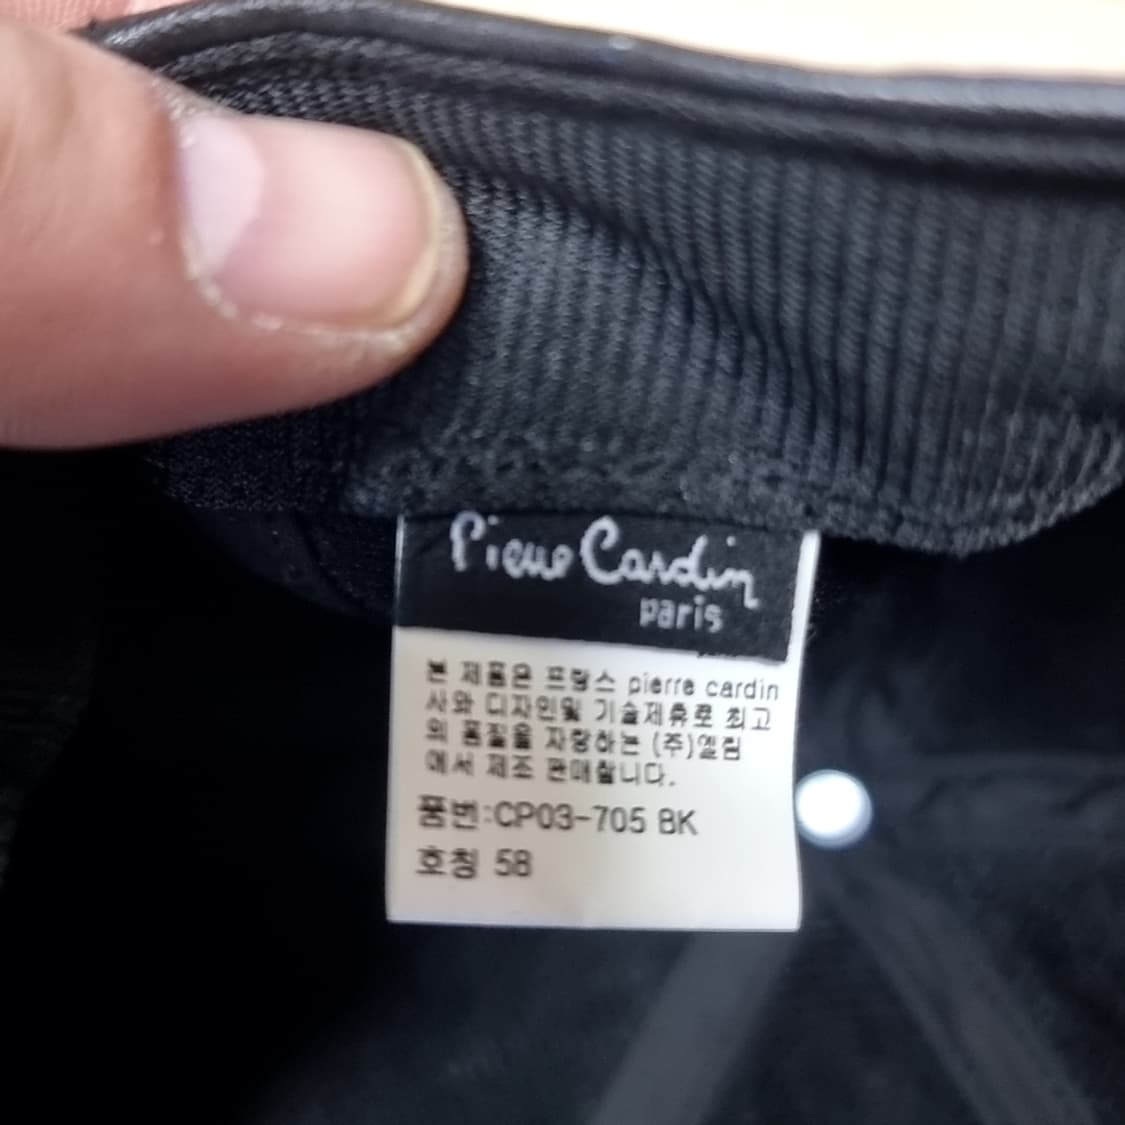 Pierre Cardin
paris
본 제품은 프랑스 pierre cardin
사와 디자인및 기술제휴로 최고
의 품질을 자랑하는 (주)엘림
에서 제조 판매합니다.
품번:CP03-705 BK
호칭 58